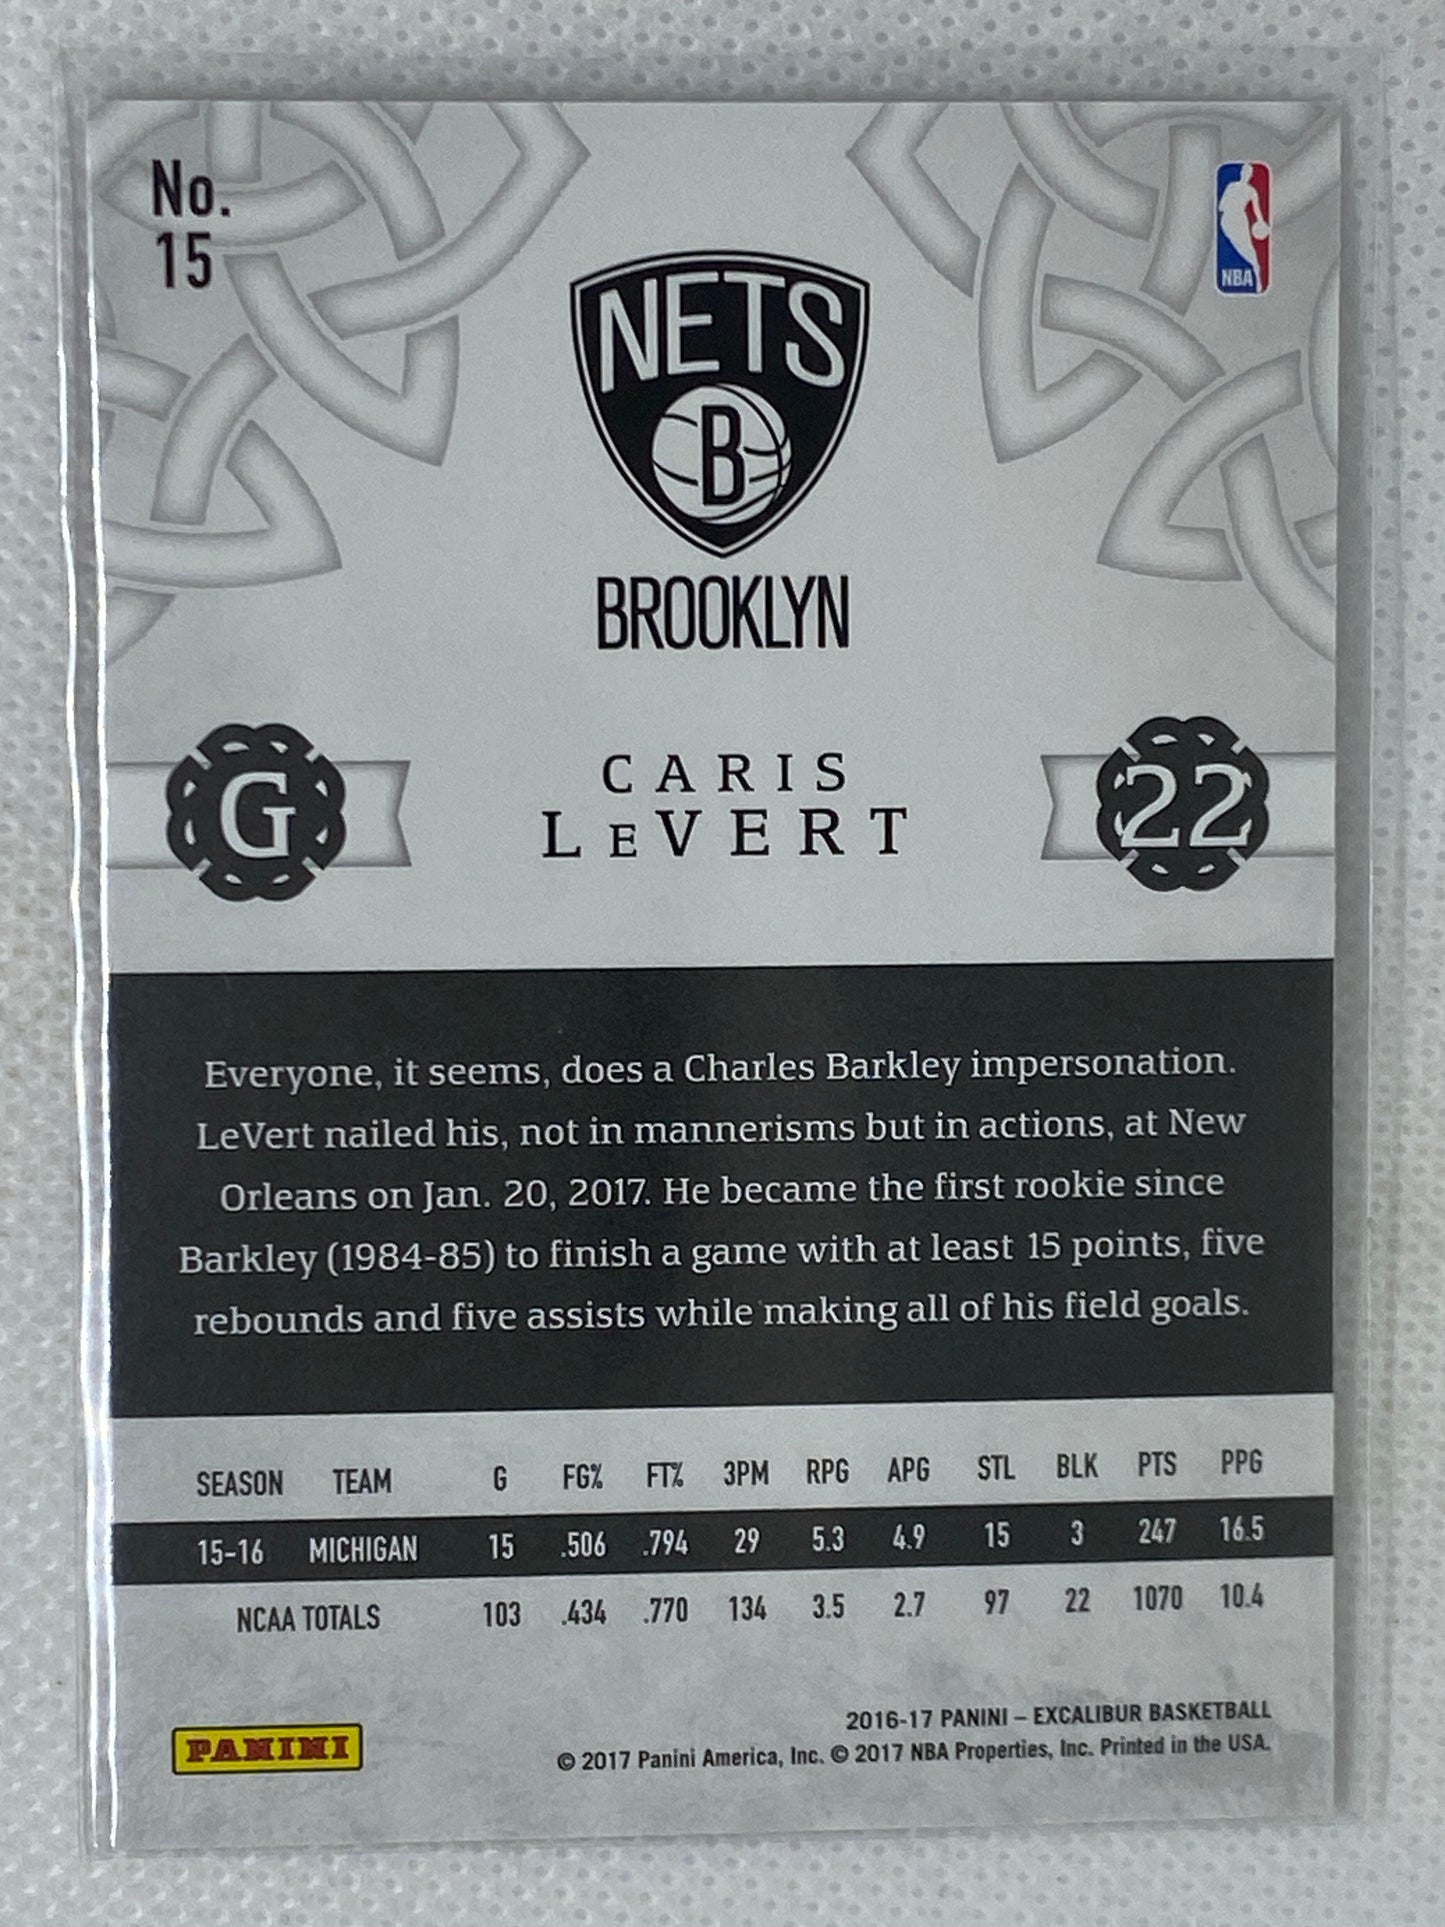 No.
15
NBA
NETS
B
BROOKLYN
G
CARIS
LeVERT
22
Everyone, it seems, does a Charles Barkley impersonation.
LeVert nailed his, not in mannerisms but in actions, at New
Orleans on Jan. 20, 2017. He became the first rookie since
Barkley (1984-85) to finish a game with at least 15 points, five
rebounds and five assists while making all of his field goals.
SEASON TEAM G FG% FT% 3PM RPG APG STL BLK PTS PPG
15-16 MICHIGAN 15 .506 .794 29 5.3 4.9 15 3 247 16.5
NCAA TOTALS 103 .434 .770 134 3.5 2.7 97 22 1070 10.4
PANINI
2016-17 PANINI – EXCALIBUR BASKETBALL
© 2017 Panini America, Inc. © 2017 NBA Properties, Inc. Printed in the USA.